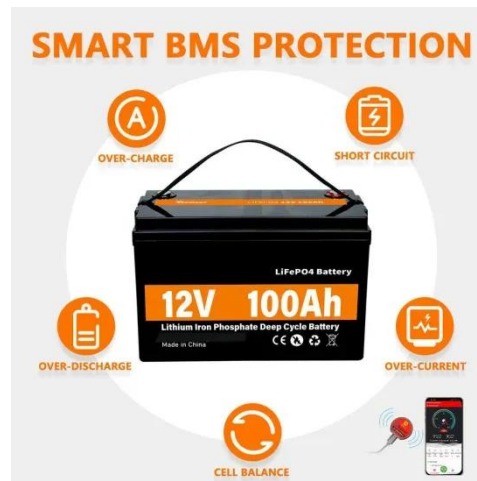 SMART BMS PROTECTION
OVER-CHARGE
SHORT CIRCUIT
LiFePO4 Battery
12V 100Ah
Lithium Iron Phosphate Deep Cycle Battery
Made in China
CE
OVER-DISCHARGE
OVER-CURRENT
CELL BALANCE